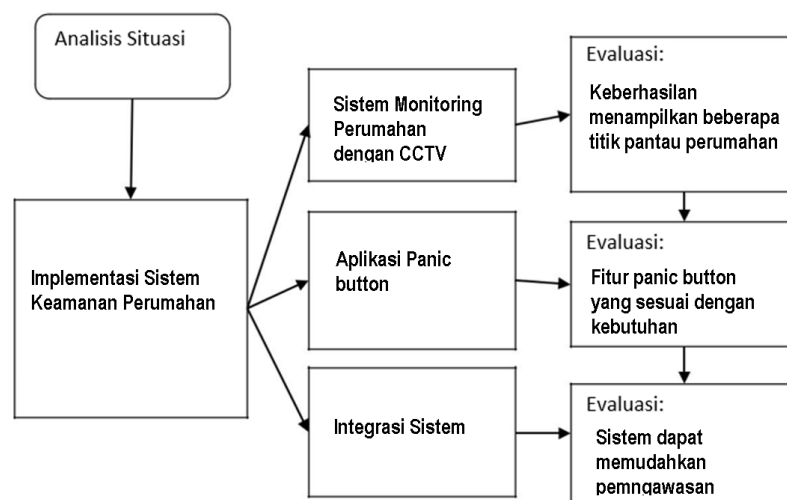 Analisis Situasi
Implementasi Sistem
Keamanan Perumahan
Sistem Monitoring
Perumahan
dengan CCTV
Evaluasi:
Keberhasilan
menampilkan beberapa
titik pantau perumahan
Aplikasi Panic
button
Evaluasi:
Fitur panic button
yang sesuai dengan
kebutuhan
Integrasi Sistem
Evaluasi:
Sistem dapat
memudahkan
pemngawasan